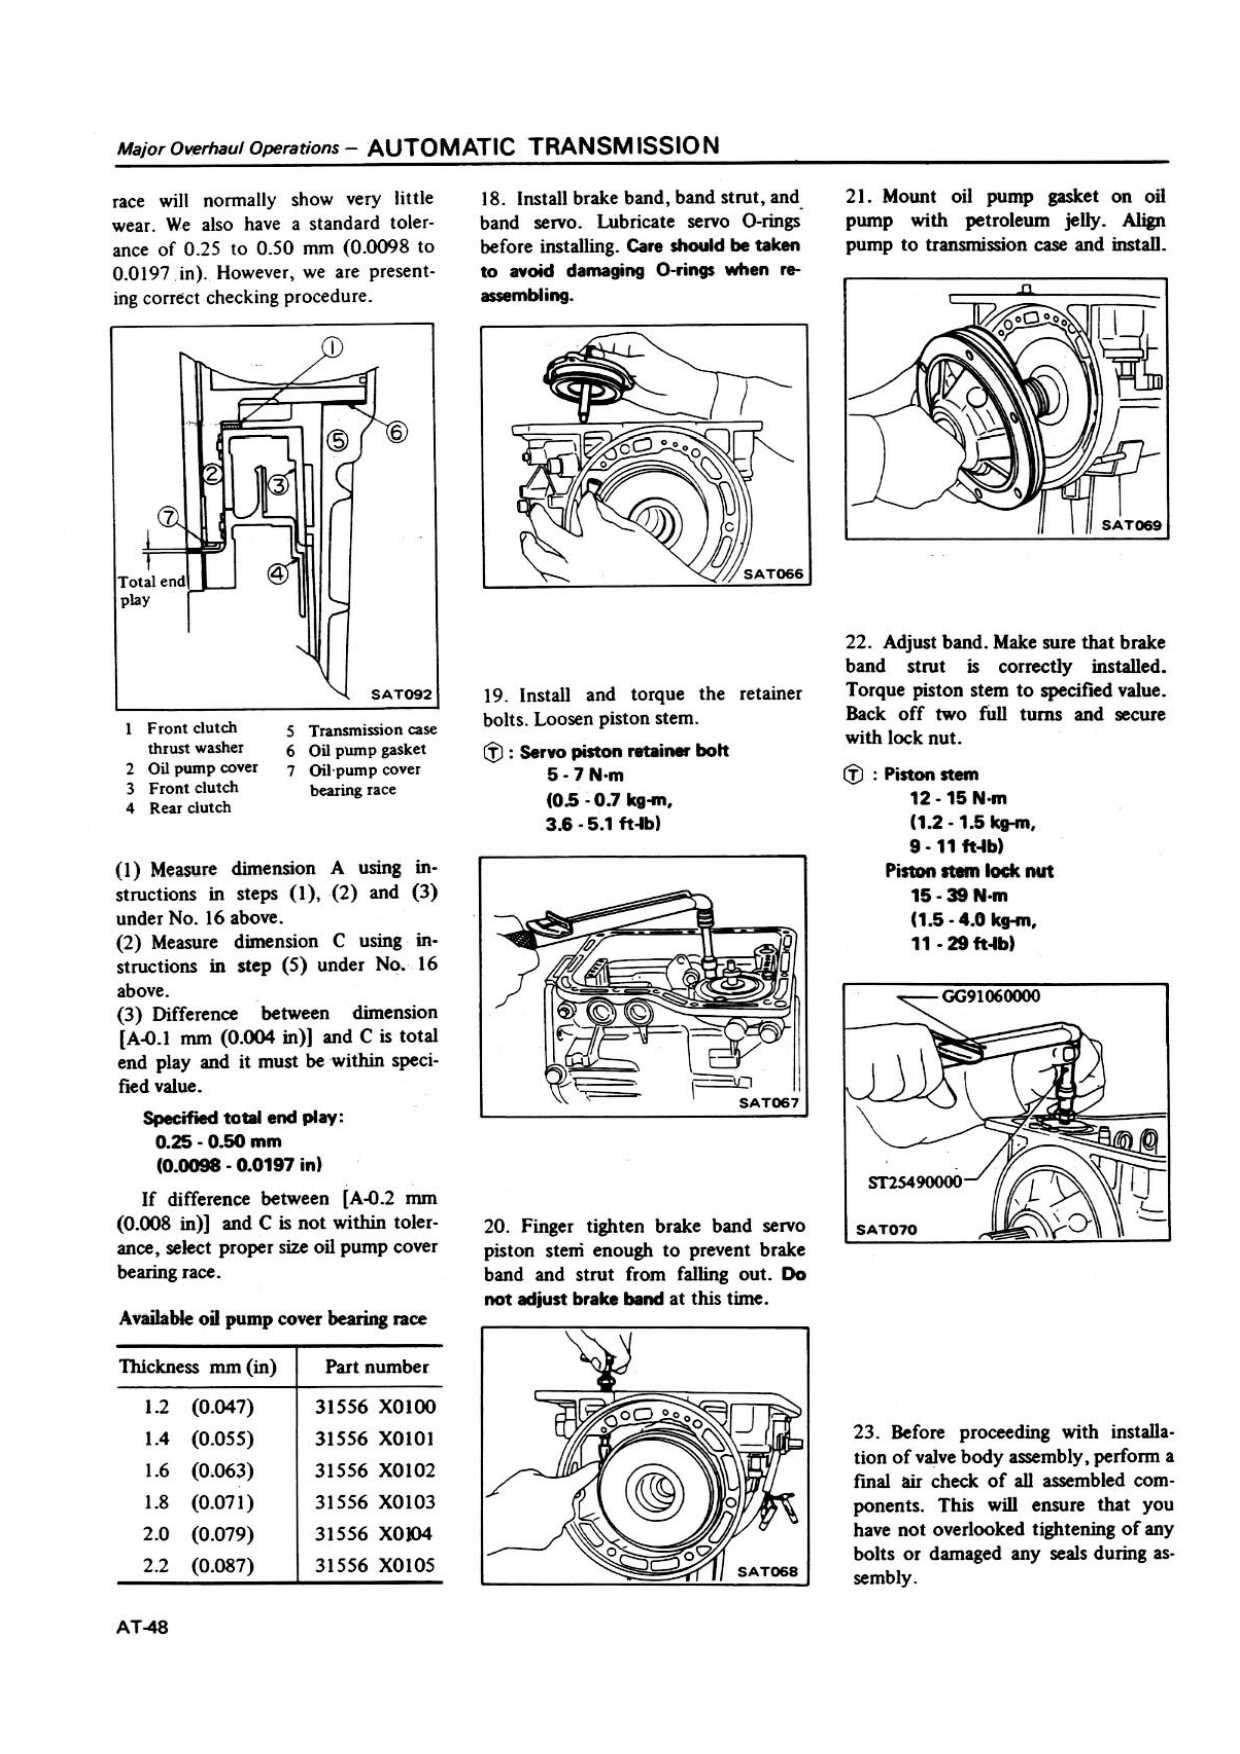 Major Overhaul Operations – AUTOMATIC TRANSMISSION
race will normally show very little
wear. We also have a standard toler-
ance of 0.25 to 0.50 mm (0.0098 to
0.0197 in). However, we are present-
ing correct checking procedure.
1
6
5
2
3
7
4
Total end
play
SAT092
1 Front clutch
thrust washer
2 Oil pump cover
3 Front clutch
4 Rear clutch
5 Transmission case
6 Oil pump gasket
7 Oil pump cover
bearing race
(1) Measure dimension A using in-
structions in steps (1), (2) and (3)
under No. 16 above.
(2) Measure dimension C using in-
structions in step (5) under No. 16
above.
(3) Difference between dimension
[A-0.1 mm (0.004 in)] and C is total
end play and it must be within speci-
fied value.
Specified total end play:
0.25 - 0.50 mm
(0.0098 - 0.0197 in)
If difference between [A-0.2 mm
(0.008 in)] and C is not within toler-
ance, select proper size oil pump cover
bearing race.
Available oil pump cover bearing race
Thickness mm (in) Part number
1.2 (0.047) 31556 X0100
1.4 (0.055) 31556 X0101
1.6 (0.063) 31556 X0102
1.8 (0.071) 31556 X0103
2.0 (0.079) 31556 X0104
2.2 (0.087) 31556 X0105
AT-48
18. Install brake band, band strut, and
band servo. Lubricate servo O-rings
before installing. Care should be taken
to avoid damaging O-rings when re-
assembling.
SAT066
19. Install and torque the retainer
bolts. Loosen piston stem.
Ⓣ : Servo piston retainer bolt
5 - 7 N·m
(0.5 - 0.7 kg-m,
3.6 - 5.1 ft-lb)
SAT067
20. Finger tighten brake band servo
piston stem enough to prevent brake
band and strut from falling out. Do
not adjust brake band at this time.
SAT068
21. Mount oil pump gasket on oil
pump with petroleum jelly. Align
pump to transmission case and install.
SAT069
22. Adjust band. Make sure that brake
band strut is correctly installed.
Torque piston stem to specified value.
Back off two full turns and secure
with lock nut.
Ⓣ : Piston stem
12 - 15 N·m
(1.2 - 1.5 kg-m,
9 - 11 ft-lb)
Piston stem lock nut
15 - 39 N·m
(1.5 - 4.0 kg-m,
11 - 29 ft-lb)
GG91060000
ST25490000
SAT070
23. Before proceeding with installa-
tion of valve body assembly, perform a
final air check of all assembled com-
ponents. This will ensure that you
have not overlooked tightening of any
bolts or damaged any seals during as-
sembly.